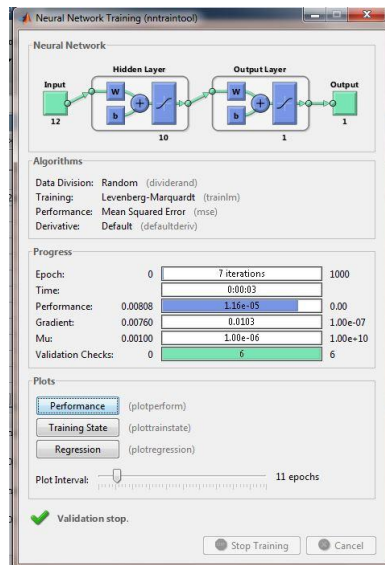 Neural Network Training (nntraintool)
Neural Network
Hidden Layer
Output Layer
Input
Output
W
b
+
W
b
+
12
10
1
1
Algorithms
Data Division: Random (dividerand)
Training: Levenberg-Marquardt (trainlm)
Performance: Mean Squared Error (mse)
Derivative: Default (defaultderiv)
Progress
Epoch: 0 7 iterations 1000
Time: 0:00:03
Performance: 0.00808 1.16e-05 0.00
Gradient: 0.00760 0.0103 1.00e-07
Mu: 0.00100 1.00e-06 1.00e+10
Validation Checks: 0 6 6
Plots
Performance (plotperform)
Training State (plottrainstate)
Regression (plotregression)
Plot Interval: 11 epochs
Validation stop.
Stop Training Cancel